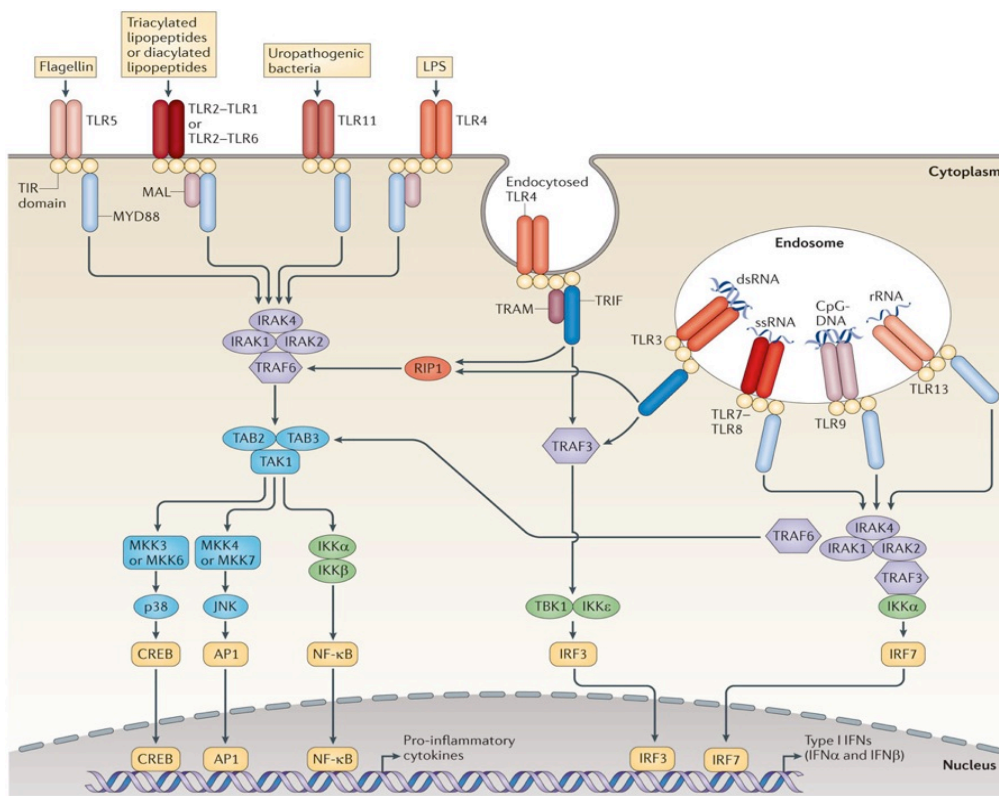 Triacylated
lipopeptides
or diacylated
lipopeptides
Flagellin
Uropathogenic
bacteria
LPS
TLR5
TLR2–TLR1
or
TLR2–TLR6
TLR11
TLR4
Cytoplasm
TIR
domain
MAL
MYD88
Endocytosed
TLR4
Endosome
dsRNA
ssRNA
CpG-
DNA
rRNA
TRAM
TRIF
TLR3
TLR7–
TLR8
TLR9
TLR13
IRAK4
IRAK1
IRAK2
TRAF6
RIP1
TRAF3
TAB2
TAB3
TAK1
TRAF6
IRAK4
IRAK1
IRAK2
TRAF3
IKKα
MKK3
or MKK6
MKK4
or MKK7
IKKα
IKKβ
TBK1
IKKε
p38
JNK
CREB
AP1
NF-κB
IRF3
IRF7
Pro-inflammatory
cytokines
Type I IFNs
(IFNα and IFNβ)
CREB
AP1
NF-κB
IRF3
IRF7
Nucleus